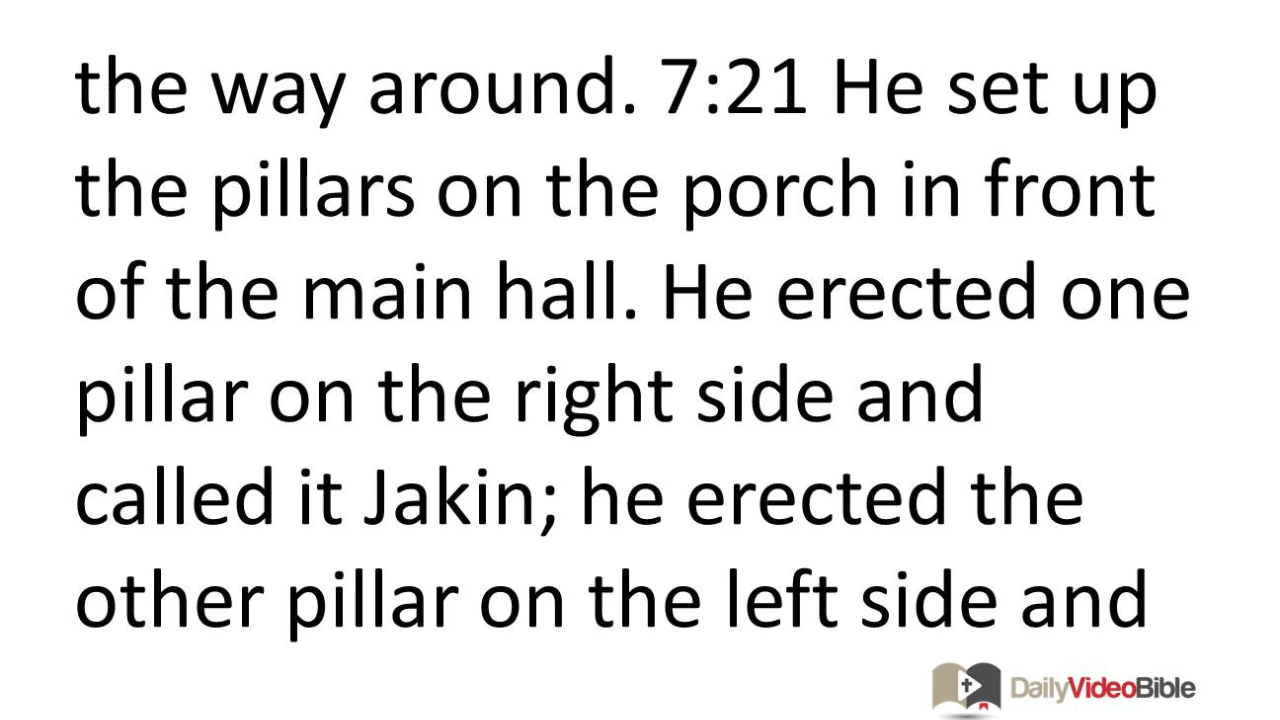 the way around. 7:21 He set up
the pillars on the porch in front
of the main hall. He erected one
pillar on the right side and
called it Jakin; he erected the
other pillar on the left side and
DailyVideoBible